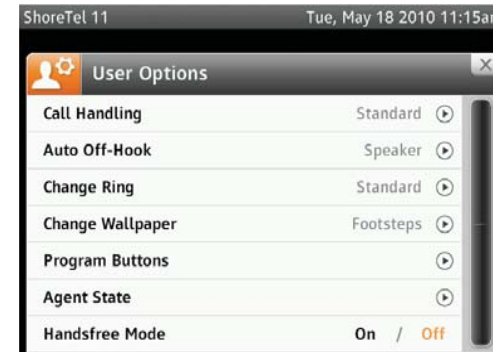 ShoreTel 11 Tue, May 18 2010 11:15a
User Options
Call Handling Standard
Auto Off-Hook Speaker
Change Ring Standard
Change Wallpaper Footsteps
Program Buttons
Agent State
Handsfree Mode On / Off